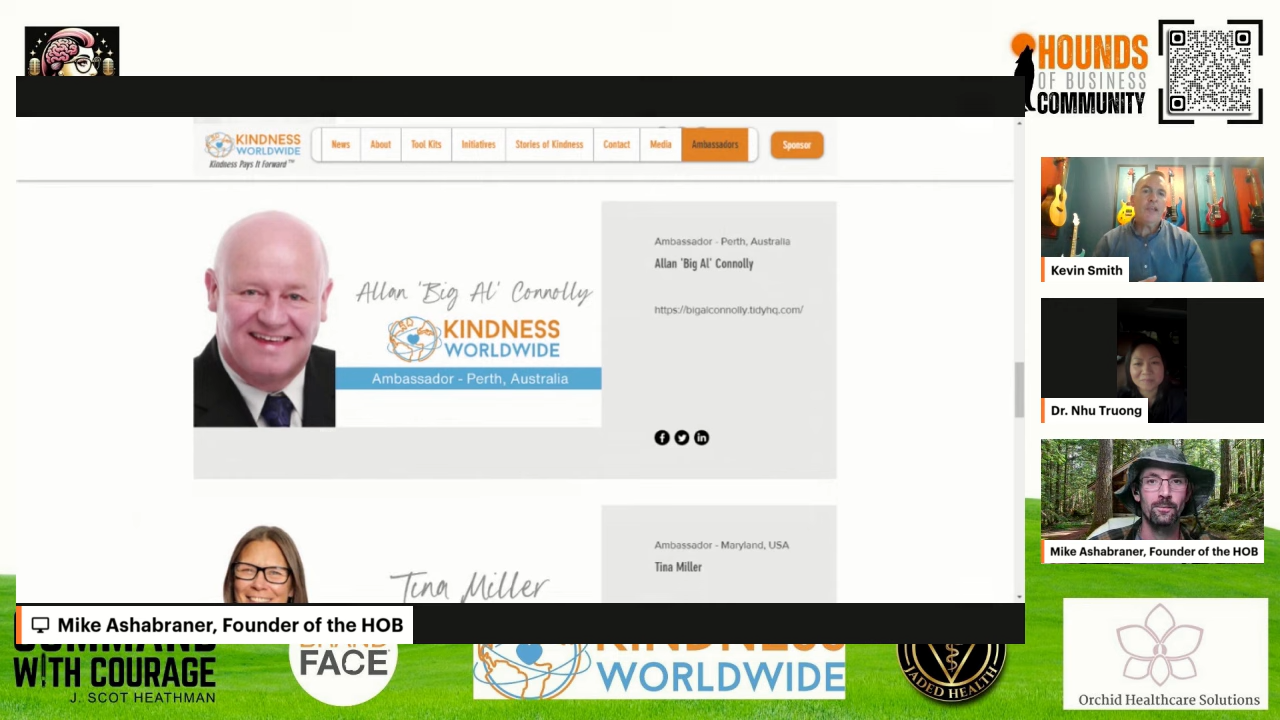 HOUNDS
OF BUSINESS
COMMUNITY
KINDNESS
WORLDWIDE
Kindness Pays It Forward™
News
About
Tool Kits
Initiatives
Stories of Kindness
Contact
Media
Ambassadors
Sponsor
Allan 'Big Al' Connolly
KINDNESS
WORLDWIDE
Ambassador - Perth, Australia
Ambassador - Perth, Australia
Allan 'Big Al' Connolly
https://bigalconnolly.tidyhq.com/
Tina Miller
Ambassador - Maryland, USA
Tina Miller
Kevin Smith
Dr. Nhu Truong
Mike Ashabraner, Founder of the HOB
Mike Ashabraner, Founder of the HOB
COMMAND
WITH COURAGE
J. SCOT HEATHMAN
BRAND
FACE
KINDNESS
WORLDWIDE
JADED HEALTH
Orchid Healthcare Solutions